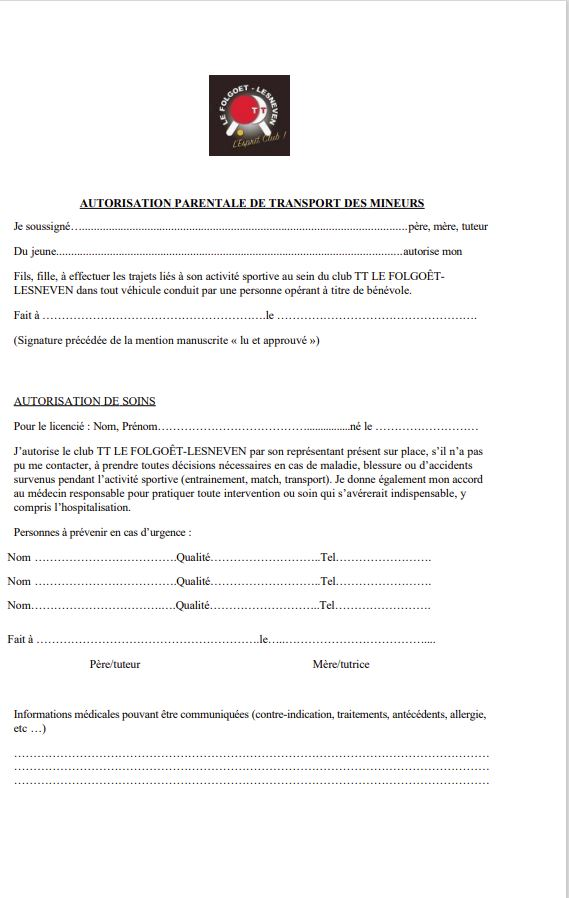 LE FOLGOET - LESNEVEN
TT
L'Esprit Club !
AUTORISATION PARENTALE DE TRANSPORT DES MINEURS
Je soussigné…..............................................................................................................père, mère, tuteur
Du jeune....................................................................................................................autorise mon
Fils, fille, à effectuer les trajets liés à son activité sportive au sein du club TT LE FOLGOÊT-
LESNEVEN dans tout véhicule conduit par une personne opérant à titre de bénévole.
Fait à ………………………………………………….le …………………………………………….
(Signature précédée de la mention manuscrite « lu et approuvé »)
AUTORISATION DE SOINS
Pour le licencié : Nom, Prénom………………………………...............né le ………………………
J’autorise le club TT LE FOLGOÊT-LESNEVEN par son représentant présent sur place, s’il n’a pas
pu me contacter, à prendre toutes décisions nécessaires en cas de maladie, blessure ou d’accidents
survenus pendant l’activité sportive (entrainement, match, transport). Je donne également mon accord
au médecin responsable pour pratiquer toute intervention ou soin qui s’avérerait indispensable, y
compris l’hospitalisation.
Personnes à prévenir en cas d’urgence :
Nom ……………………………….Qualité………………………..Tel…………………….
Nom ……………………………….Qualité………………………..Tel…………………….
Nom……………………………….Qualité………………………..Tel…………………….
Fait à ………………………………………………….le…..………………………………....
Père/tuteur Mère/tutrice
Informations médicales pouvant être communiquées (contre-indication, traitements, antécédents, allergie,
etc …)
……………………………………………………………………………………………………………
……………………………………………………………………………………………………………
……………………………………………………………………………………………………………